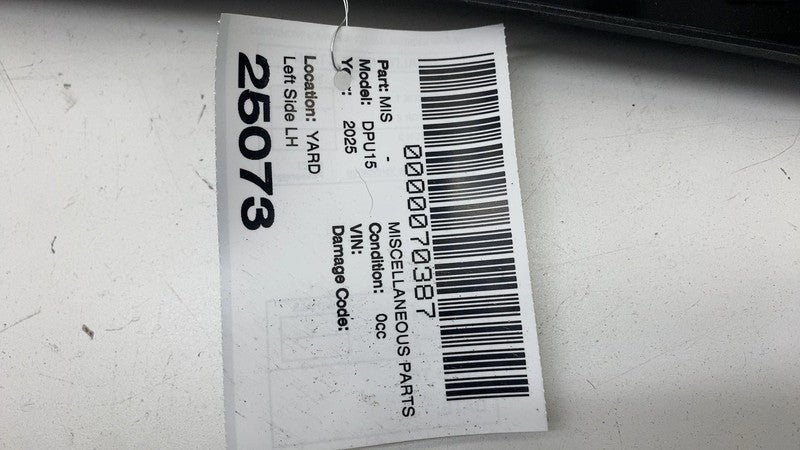 0000070387
Part: MIS - MISCELLANEOUS PARTS
Model: DPU15 Condition: 0cc
Year: 2025 VIN:
Damage Code:
Location: YARD
Left Side LH
25073